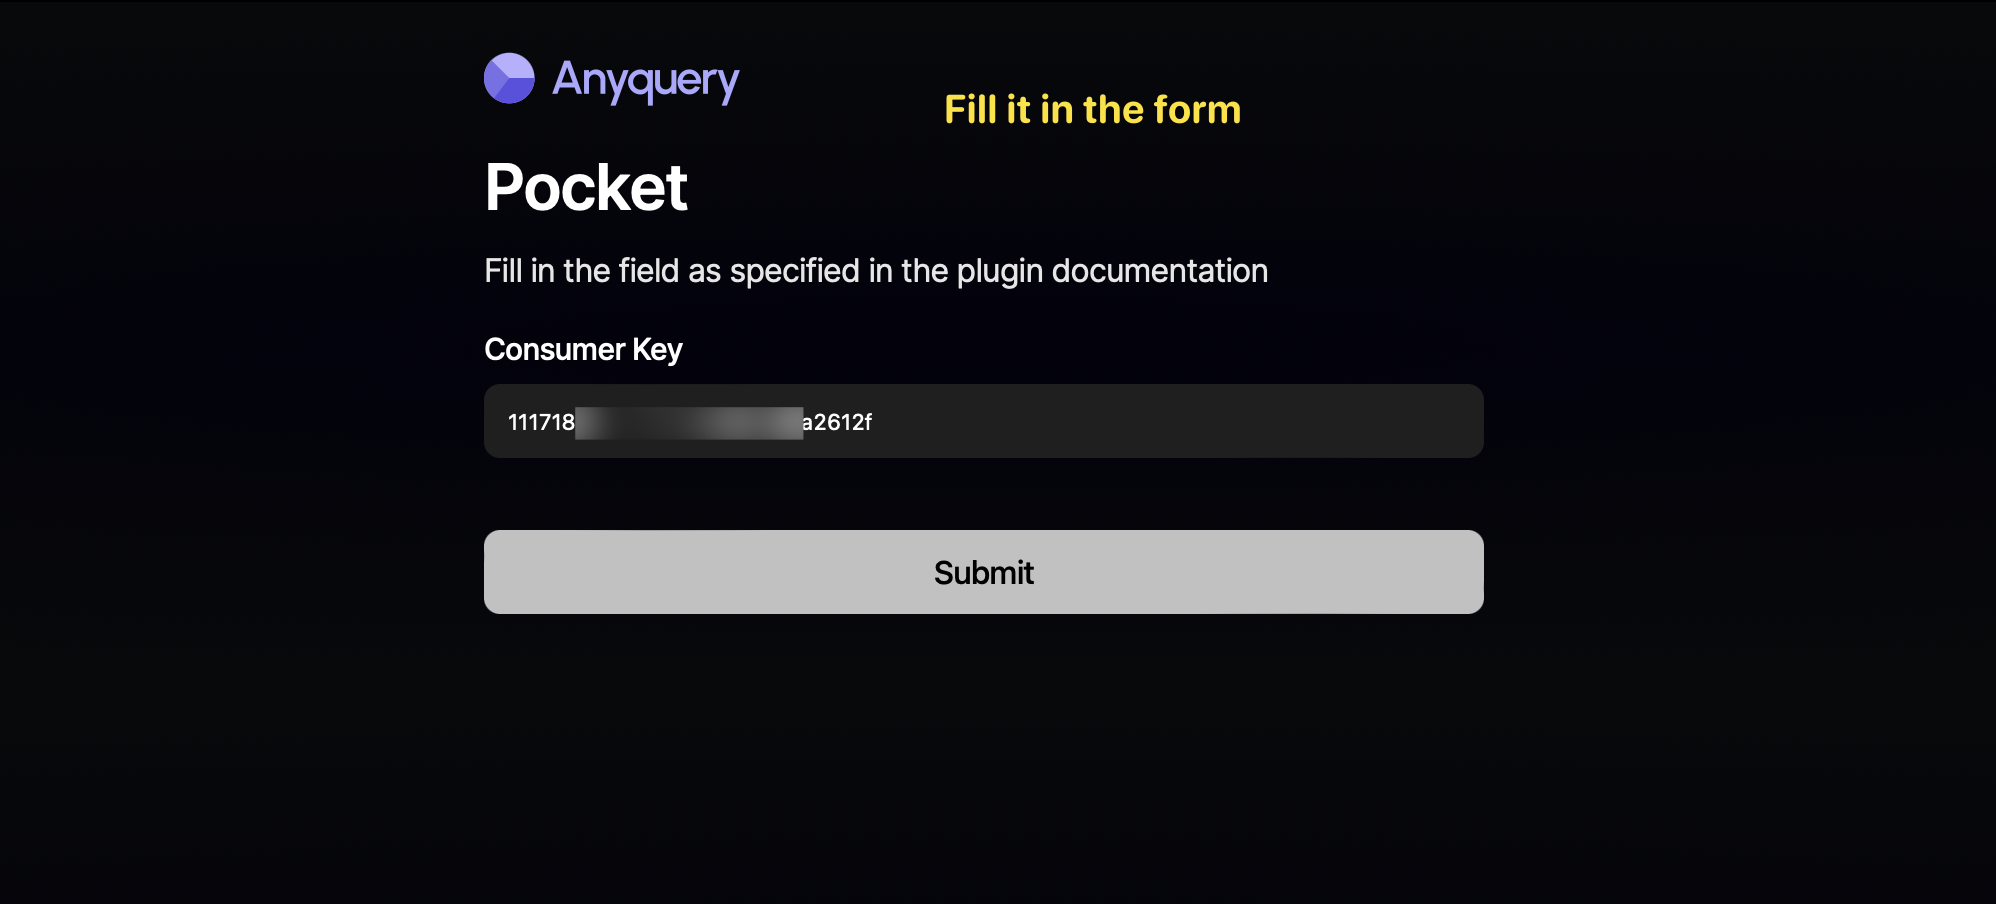 Anyquery
Fill it in the form
Pocket
Fill in the field as specified in the plugin documentation
Consumer Key
111718
a2612f
Submit